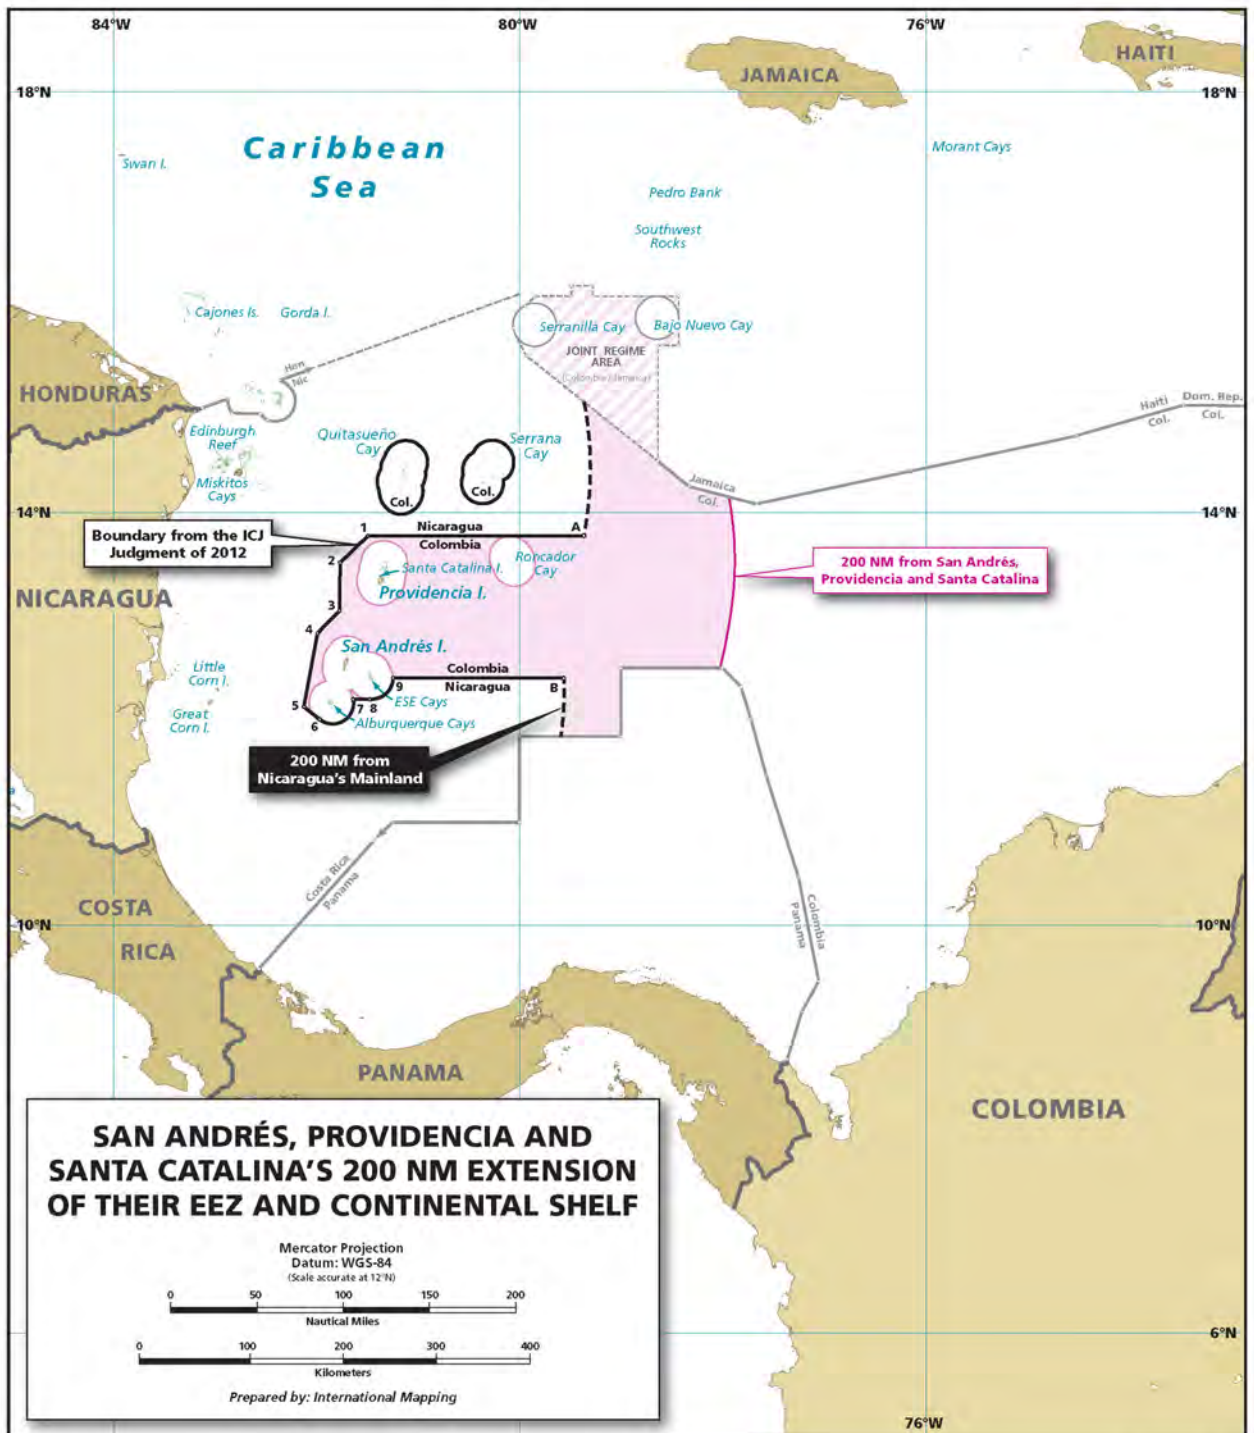 84°W
80°W
76°W
HAITI
JAMAICA
18°N
18°N
Caribbean
Sea
Swan I.
Morant Cays
Pedro Bank
Southwest
Rocks
Cajones Is.
Gorda I.
Serranilla Cay
Bajo Nuevo Cay
JOINT REGIME
AREA
(Colombia/Jamaica)
Hon
Nic
HONDURAS
Haiti
Col.
Dom. Rep.
Col.
Edinburgh
Reef
Quitasueño
Cay
Serrana
Cay
Miskitos
Cays
Col.
Col.
Jamaica
Col.
14°N
14°N
Boundary from the ICJ
Judgment of 2012
1
Nicaragua
A
Colombia
2
Roncador
Cay
Santa Catalina I.
Providencia I.
200 NM from San Andrés,
Providencia and Santa Catalina
NICARAGUA
3
4
San Andrés I.
Little
Corn I.
Colombia
9
Nicaragua
B
ESE Cays
5
7
8
6
Alburquerque Cays
Great
Corn I.
200 NM from
Nicaragua's Mainland
a
Costa Rica
Panama
Colombia
Panama
COSTA
RICA
10°N
10°N
PANAMA
COLOMBIA
SAN ANDRÉS, PROVIDENCIA AND
SANTA CATALINA'S 200 NM EXTENSION
OF THEIR EEZ AND CONTINENTAL SHELF
Mercator Projection
Datum: WGS-84
(Scale accurate at 12°N)
0 50 100 150 200
Nautical Miles
0 100 200 300 400
Kilometers
Prepared by: International Mapping
6°N
76°W